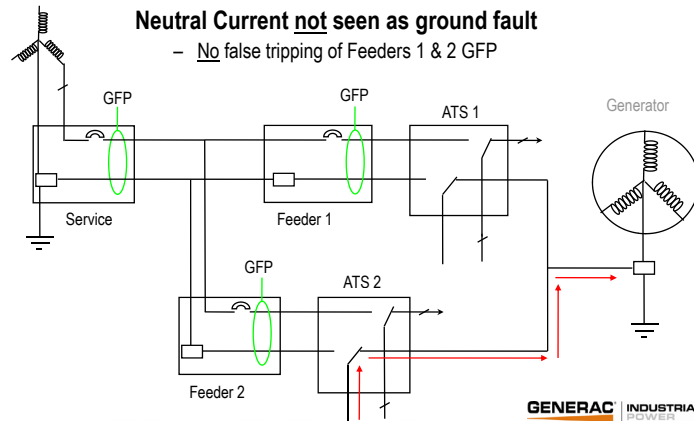 Neutral Current not seen as ground fault
– No false tripping of Feeders 1 & 2 GFP
GFP
GFP
ATS 1
Generator
Service
Feeder 1
GFP
ATS 2
Feeder 2
GENERAC INDUSTRIA
POWER